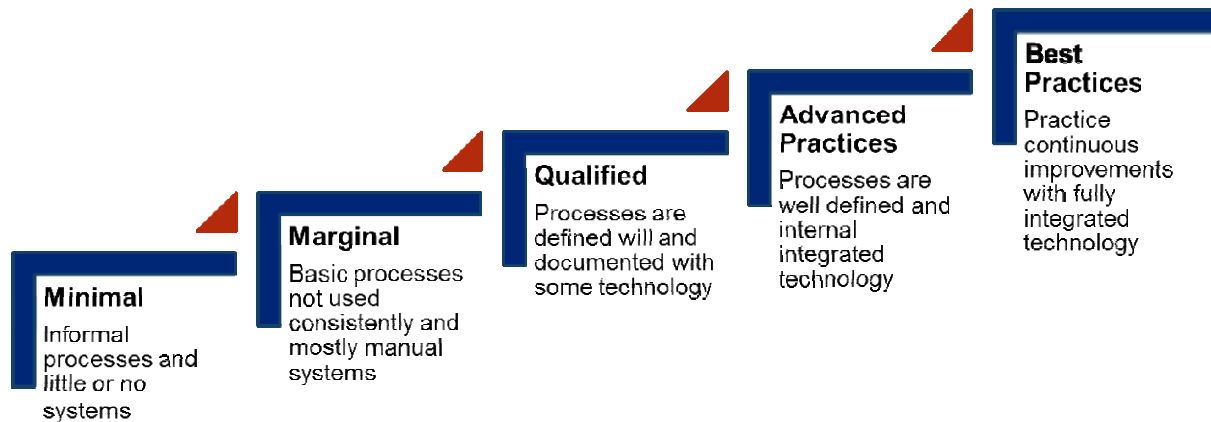 Minimal
Informal
processes and
little or no
systems
Marginal
Basic processes
not used
consistently and
mostly manual
systems
Qualified
Processes are
defined will and
documented with
some technology
Advanced
Practices
Processes are
well defined and
internal
integrated
technology
Best
Practices
Practice
continuous
improvements
with fully
integrated
technology